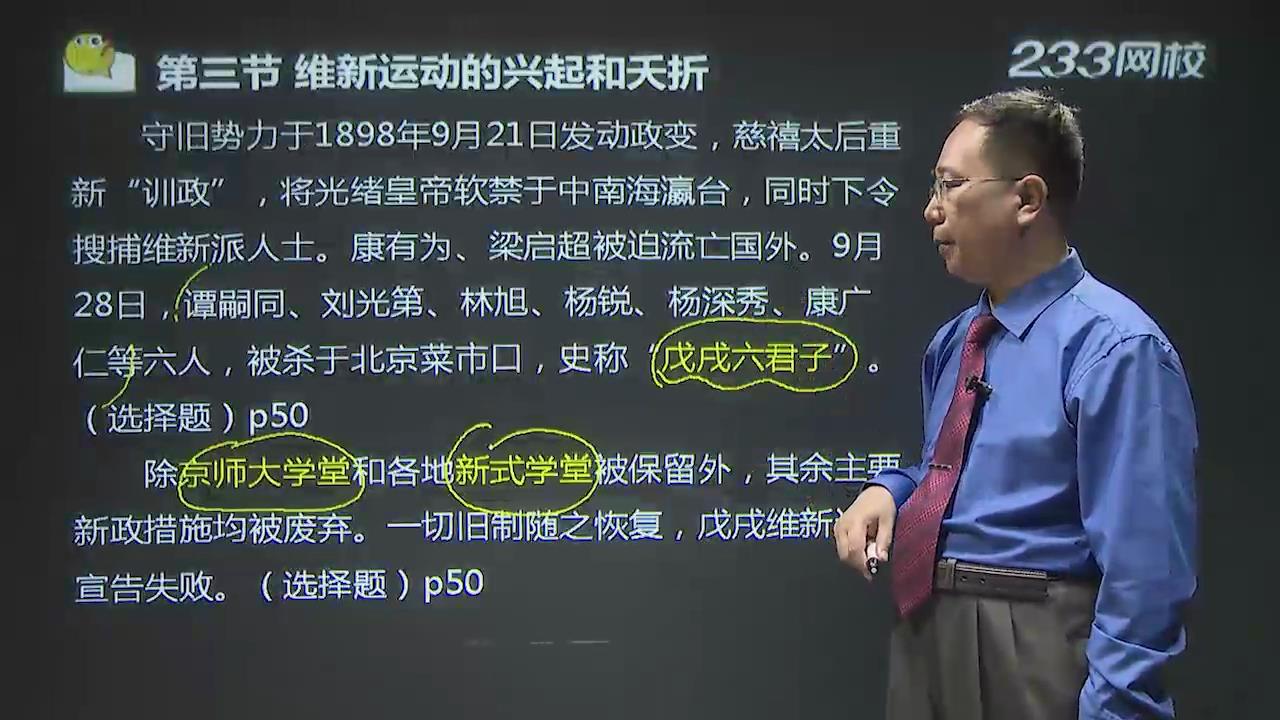 第三节 维新运动的兴起和夭折
233网校
守旧势力于1898年9月21日发动政变，慈禧太后重
新“训政”，将光绪皇帝软禁于中南海瀛台，同时下令
搜捕维新派人士。康有为、梁启超被迫流亡国外。9月
28日，谭嗣同、刘光第、林旭、杨锐、杨深秀、康广
仁等六人，被杀于北京菜市口，史称“戊戌六君子”。
（选择题）p50
除京师大学堂和各地新式学堂被保留外，其余主要
新政措施均被废弃。一切旧制随之恢复，戊戌维新
宣告失败。（选择题）p50